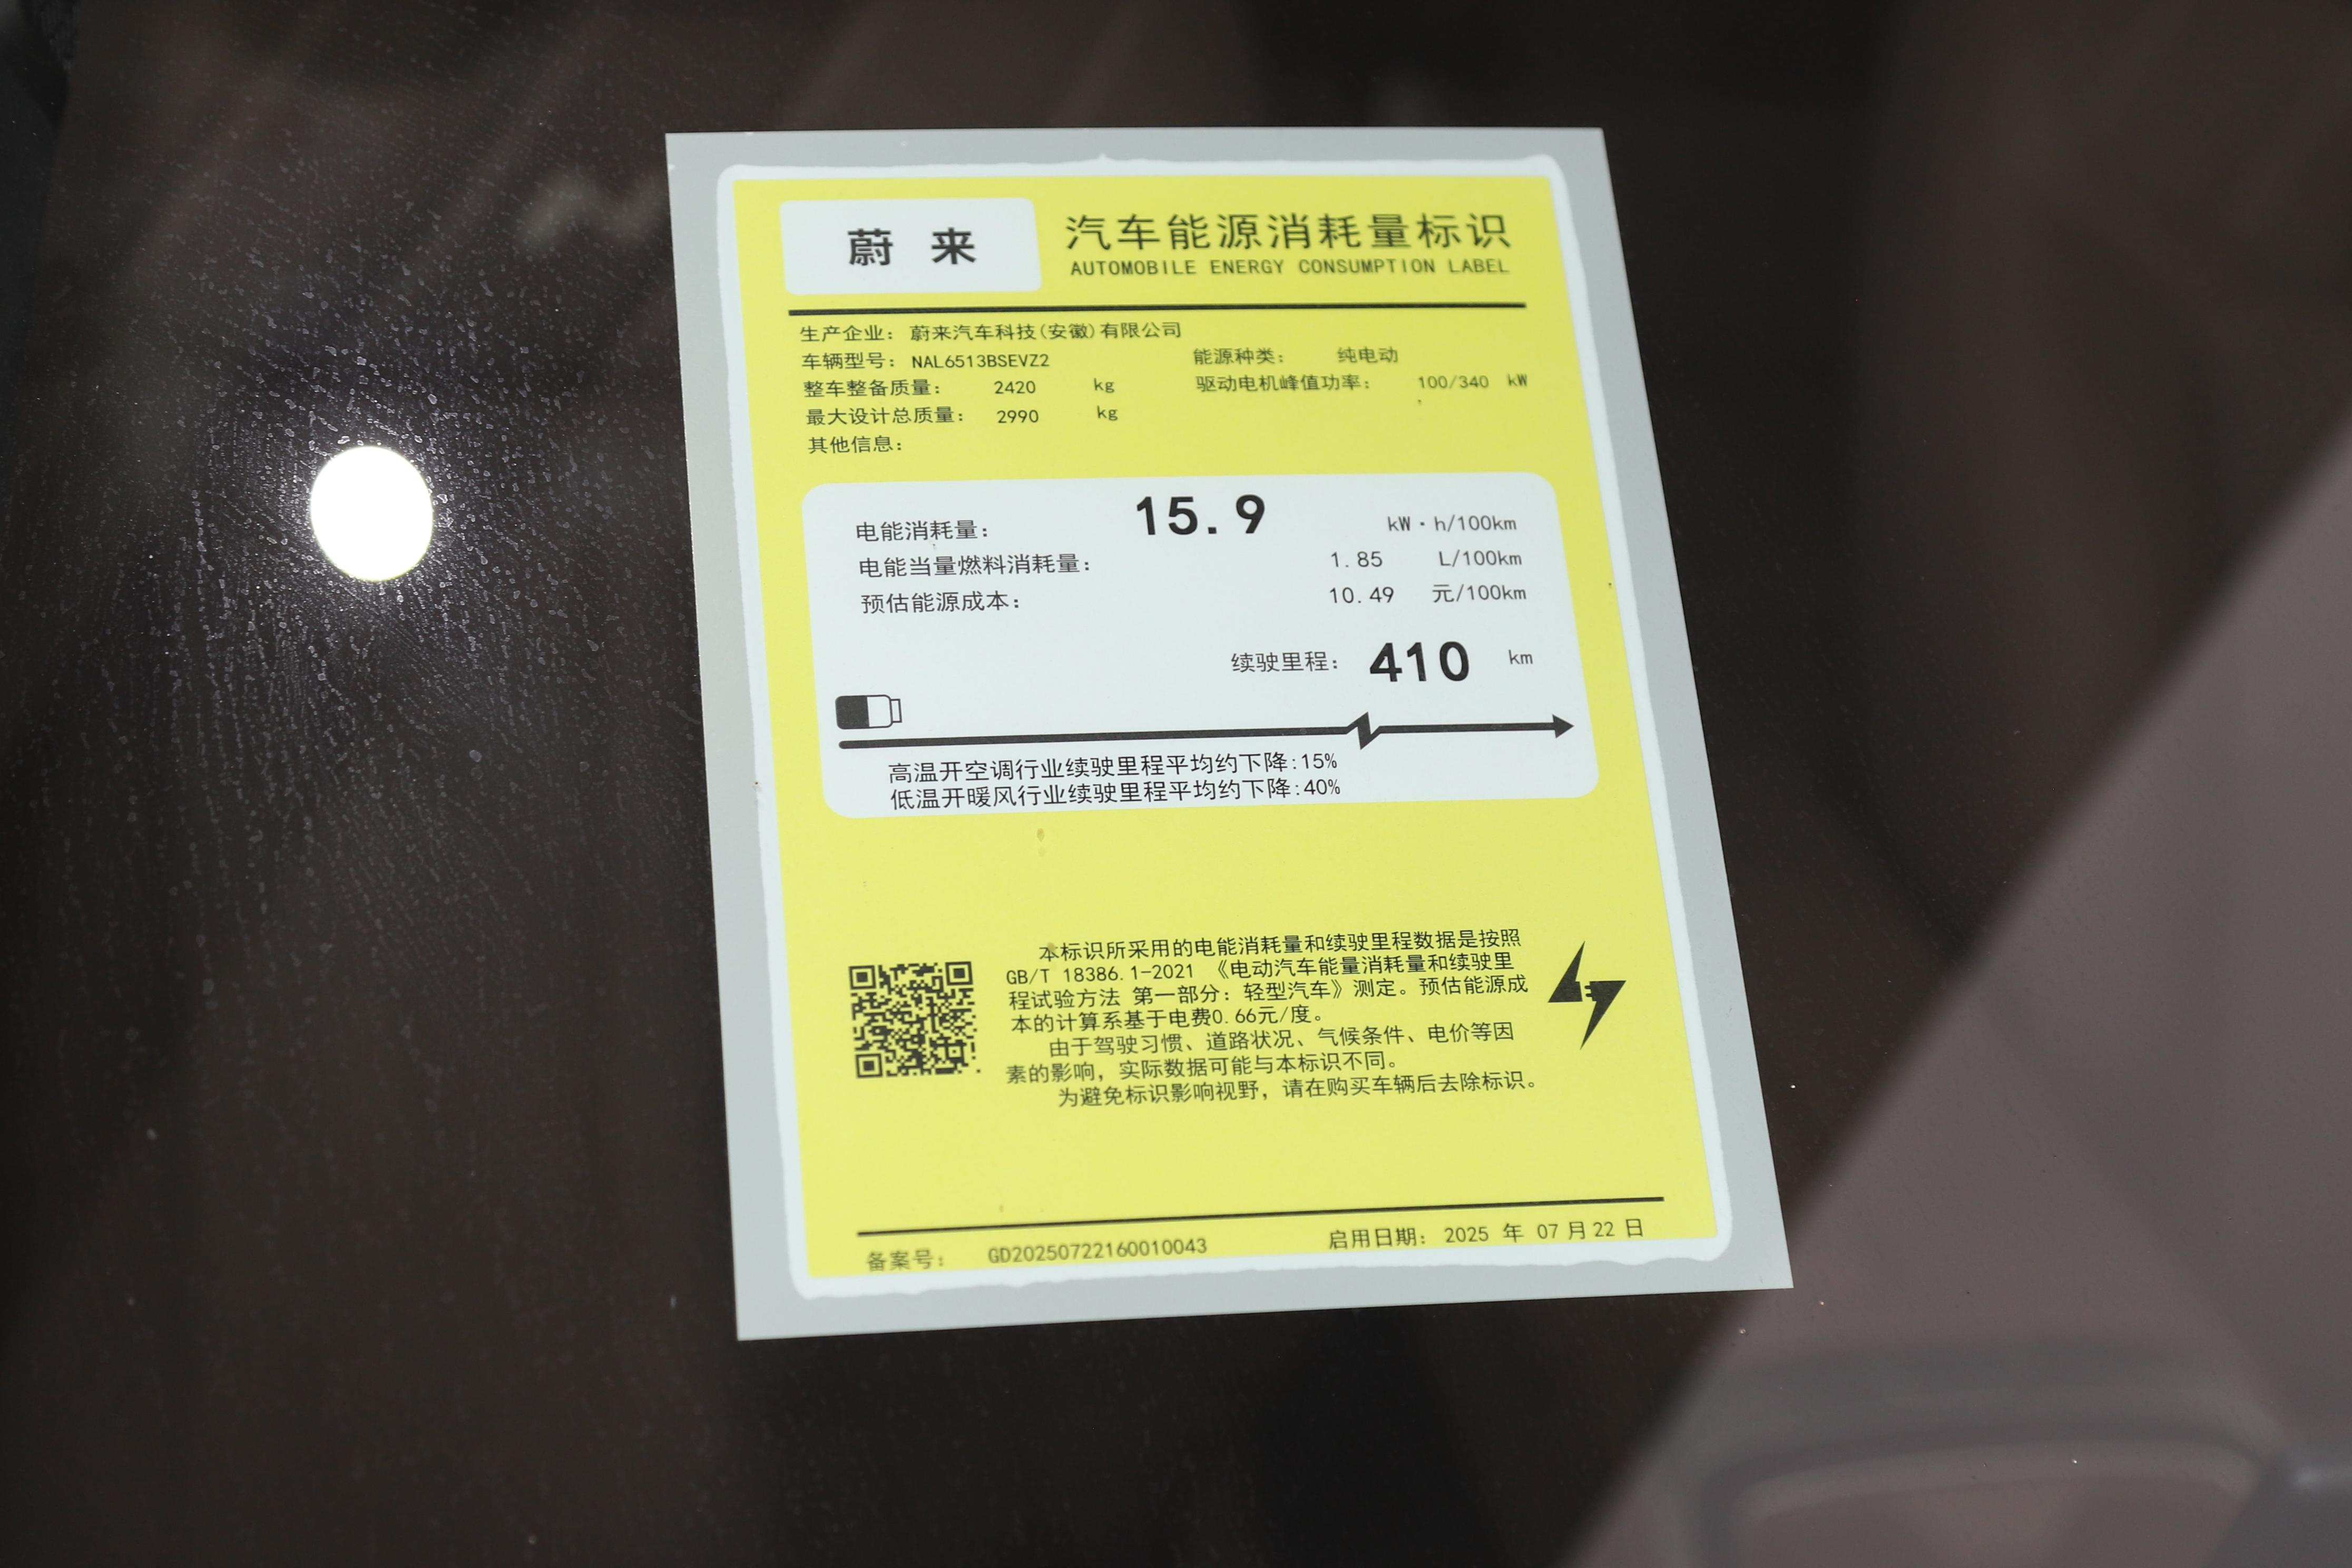 蔚来 汽车能源消耗量标识
AUTOMOBILE ENERGY CONSUMPTION LABEL
生产企业: 蔚来汽车科技(安徽)有限公司
车辆型号: NAL6513BSEVZ2 能源种类: 纯电动
整车整备质量: 2420 kg 驱动电机峰值功率: 100/340 kW
最大设计总质量: 2990 kg
其他信息:
电能消耗量: 15.9 kW·h/100km
电能当量燃料消耗量: 1.85 L/100km
预估能源成本: 10.49 元/100km
续驶里程: 410 km
高温开空调行业续驶里程平均约下降:15%
低温开暖风行业续驶里程平均约下降:40%
本标识所采用的电能消耗量和续驶里程数据是按照
GB/T 18386.1-2021 《电动汽车能量消耗量和续驶里
程试验方法 第一部分: 轻型汽车》测定。预估能源成
本的计算系基于电费0.66元/度。
由于驾驶习惯、道路状况、气候条件、电价等因
素的影响, 实际数据可能与本标识不同。
为避免标识影响视野, 请在购买车辆后去除标识。
备案号: GD20250722160010043 启用日期: 2025 年 07 月 22 日